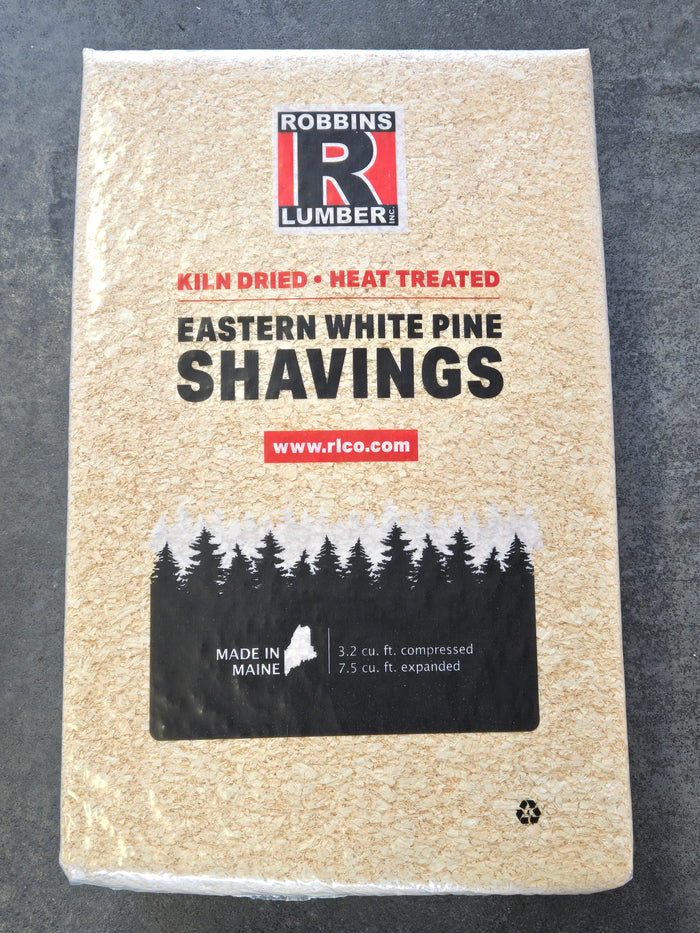 ROBBINS
R
LUMBER INC.
KILN DRIED • HEAT TREATED
EASTERN WHITE PINE
SHAVINGS
www.rlco.com
MADE IN
MAINE
3.2 cu. ft. compressed
7.5 cu. ft. expanded